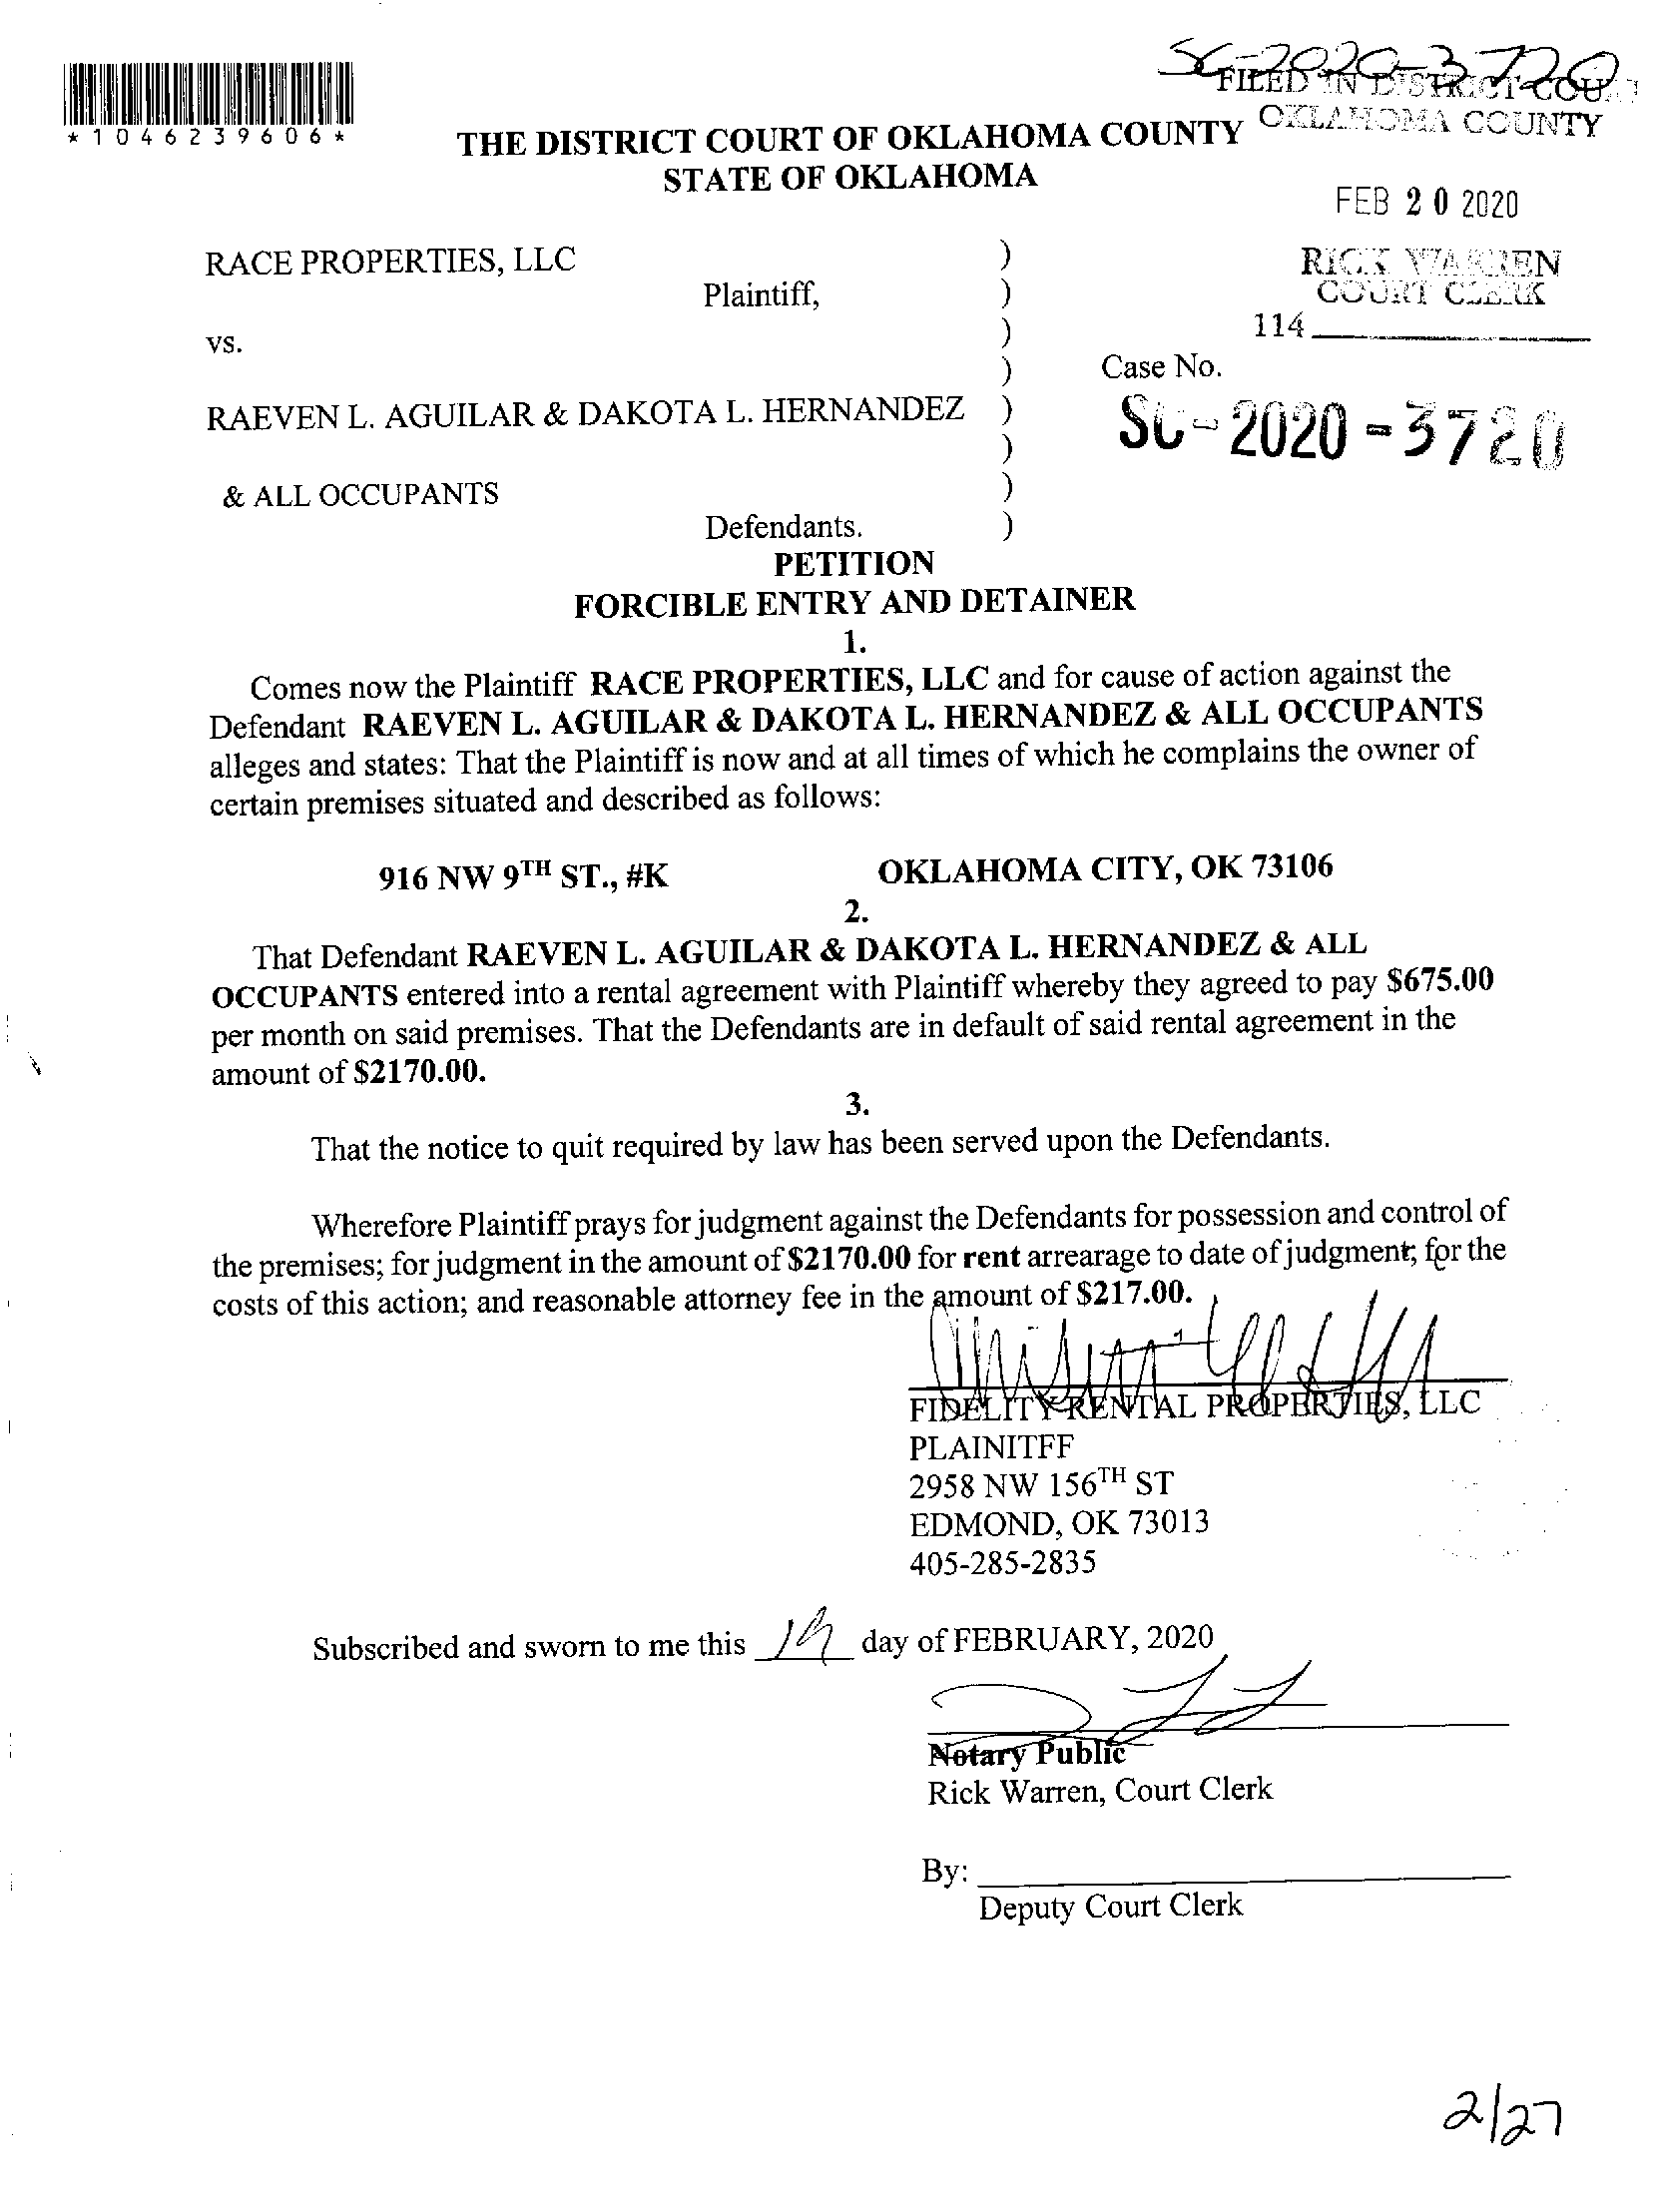 SC-2020-3720
FILED IN DISTRICT COURT
OKLAHOMA COUNTY
*1046239606*
THE DISTRICT COURT OF OKLAHOMA COUNTY
STATE OF OKLAHOMA
FEB 20 2020
RACE PROPERTIES, LLC )
RICK WARREN
COURT CLERK
Plaintiff, )
114
vs. )
) Case No.
RAEVEN L. AGUILAR & DAKOTA L. HERNANDEZ )
SC-2020-3720
)
& ALL OCCUPANTS )
Defendants. )
PETITION
FORCIBLE ENTRY AND DETAINER
1.
Comes now the Plaintiff RACE PROPERTIES, LLC and for cause of action against the
Defendant RAEVEN L. AGUILAR & DAKOTA L. HERNANDEZ & ALL OCCUPANTS
alleges and states: That the Plaintiff is now and at all times of which he complains the owner of
certain premises situated and described as follows:
916 NW 9TH ST., #K OKLAHOMA CITY, OK 73106
2.
That Defendant RAEVEN L. AGUILAR & DAKOTA L. HERNANDEZ & ALL
OCCUPANTS entered into a rental agreement with Plaintiff whereby they agreed to pay $675.00
per month on said premises. That the Defendants are in default of said rental agreement in the
amount of $2170.00.
3.
That the notice to quit required by law has been served upon the Defendants.
Wherefore Plaintiff prays for judgment against the Defendants for possession and control of
the premises; for judgment in the amount of $2170.00 for rent arrearage to date of judgment; for the
costs of this action; and reasonable attorney fee in the amount of $217.00.
FIDELITY RENTAL PROPERTIES, LLC
PLAINITFF
2958 NW 156TH ST
EDMOND, OK 73013
405-285-2835
Subscribed and sworn to me this 19 day of FEBRUARY, 2020
Notary Public
Rick Warren, Court Clerk
By:
Deputy Court Clerk
2/27